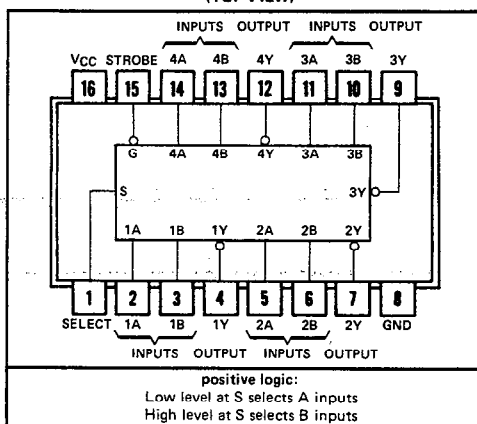 (TOP VIEW)
INPUTS OUTPUT INPUTS OUTPUT
VCC STROBE 4A 4B 4Y 3A 3B 3Y
16 15 14 13 12 11 10 9
G 4A 4B 4Y 3A 3B
S 3Y
1A 1B 1Y 2A 2B 2Y
1 2 3 4 5 6 7 8
SELECT 1A 1B 1Y 2A 2B 2Y GND
INPUTS OUTPUT INPUTS OUTPUT
positive logic:
Low level at S selects A inputs
High level at S selects B inputs